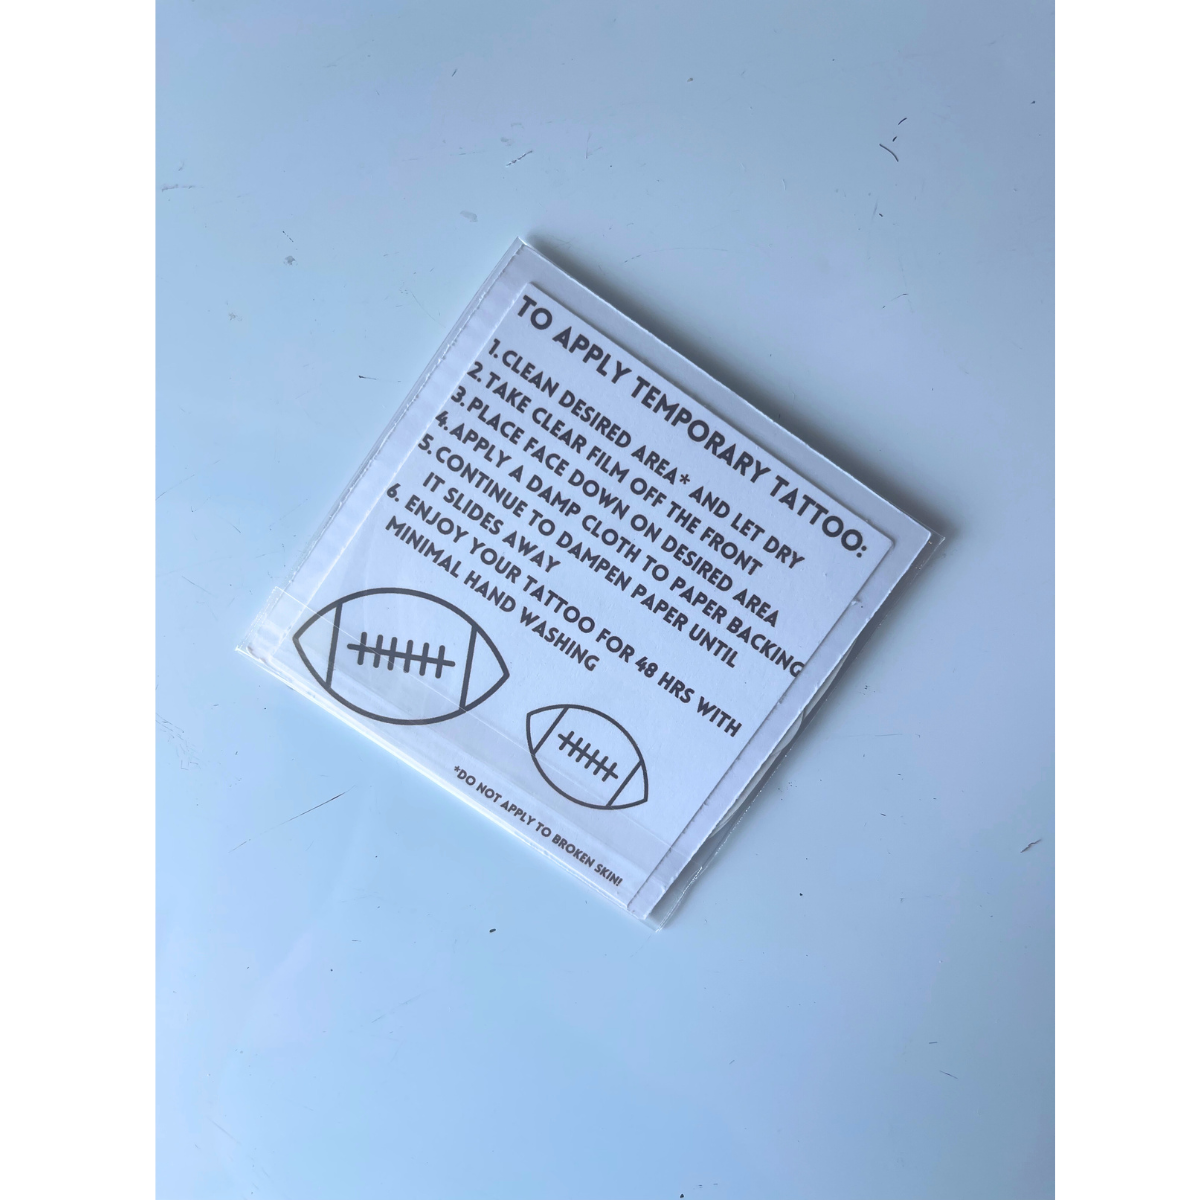 TO APPLY TEMPORARY TATTOO:
1. CLEAN DESIRED AREA* AND LET DRY
2. TAKE CLEAR FILM OFF THE FRONT
3. PLACE FACE DOWN ON DESIRED AREA
4. APPLY A DAMP CLOTH TO PAPER BACKING
5. CONTINUE TO DAMPEN PAPER UNTIL
IT SLIDES AWAY
6. ENJOY YOUR TATTOO FOR 48 HRS WITH
MINIMAL HAND WASHING
*DO NOT APPLY TO BROKEN SKIN!